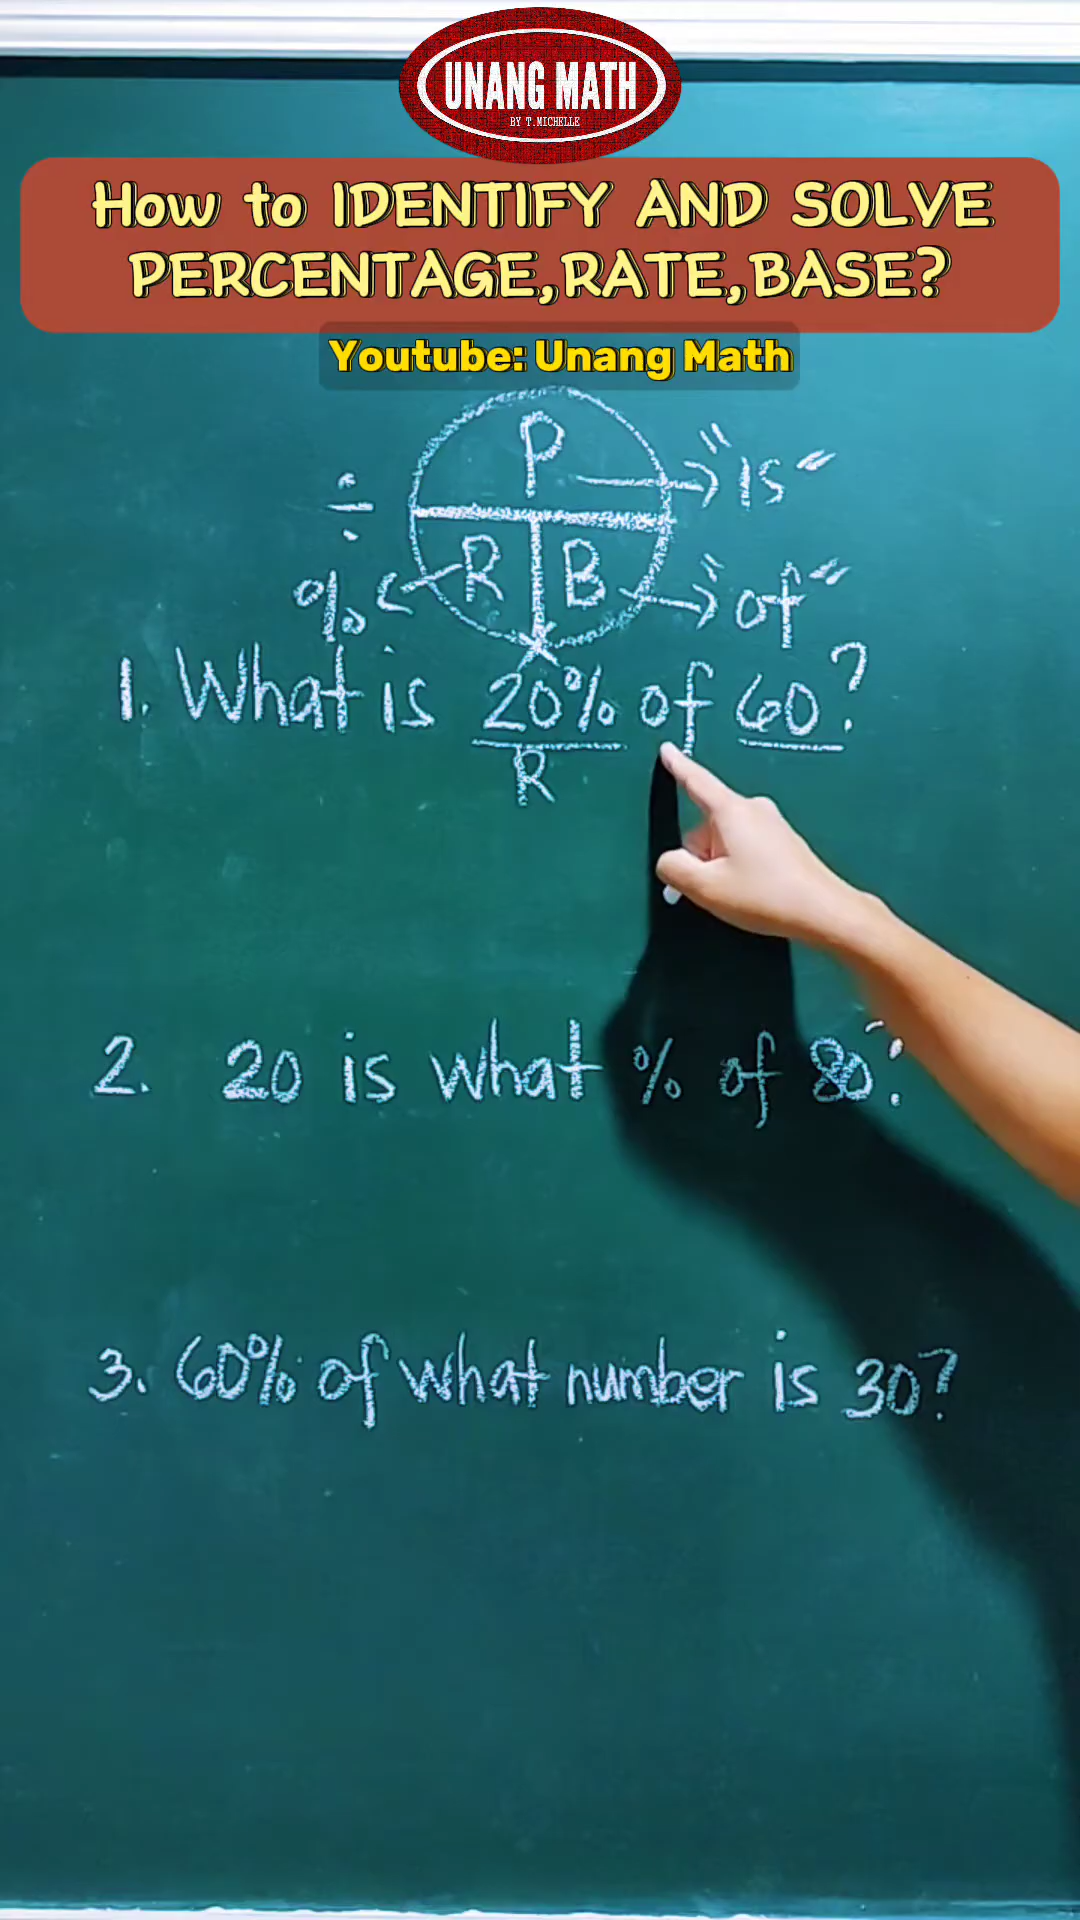 UNANG MATH
BY T.MICHELLE
How to IDENTIFY AND SOLVE
PERCENTAGE,RATE,BASE?
Youtube: Unang Math
P → "is"
÷
% ← R B → "of"
×
1. What is 20% of 60?
R
2. 20 is what % of 80?
3. 60% of what number is 30?